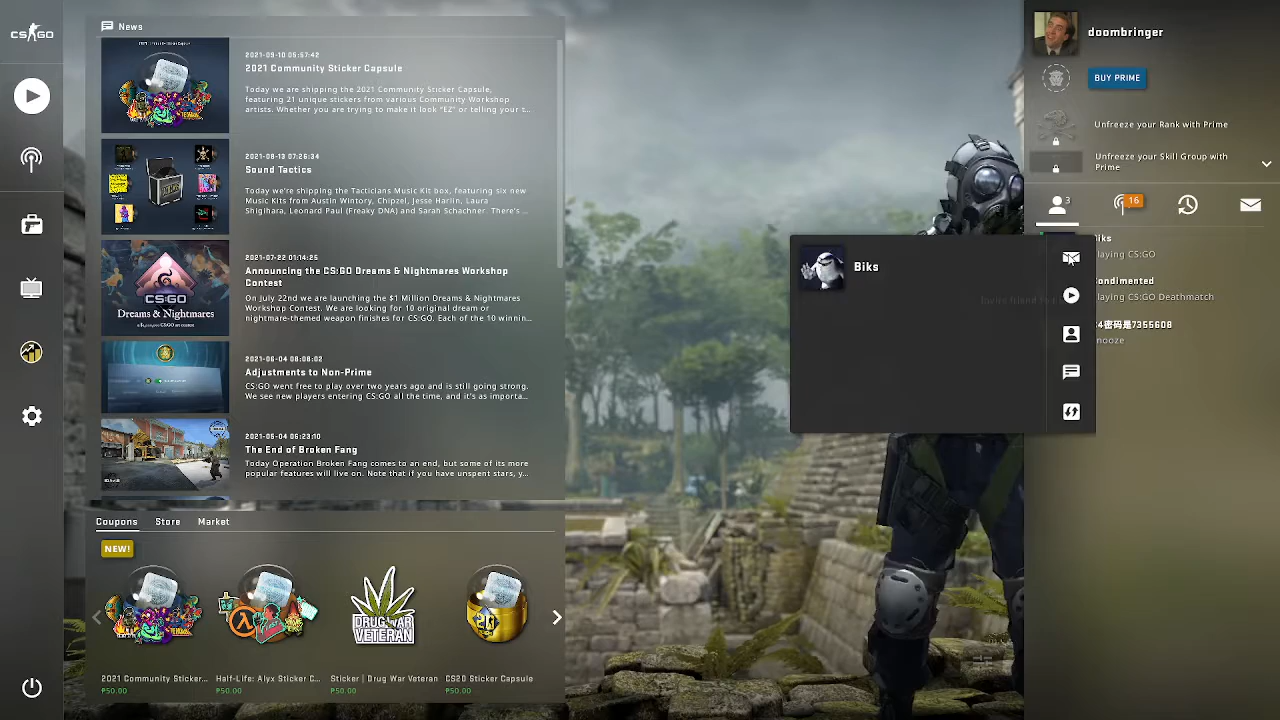 CS:GO
News
2021-09-10 05:57:42
2021 Community Sticker Capsule
Today we are shipping the 2021 Community Sticker Capsule,
featuring 21 unique stickers from various Community Workshop
artists. Whether you are trying to make it look "EZ" or telling your t...
2021-08-13 07:26:34
Sound Tactics
Today we're shipping the Tacticians Music Kit box, featuring six new
Music Kits from Austin Wintory, Chipzel, Jesse Harlin, Laura
Shigihara, Leonard Paul (Freaky DNA) and Sarah Schachner There's ...
CS:GO
Dreams & Nightmares
2021-07-22 01:14:25
Announcing the CS:GO Dreams & Nightmares Workshop
Contest
On July 22nd we are launching the $1 Million Dreams & Nightmares
Workshop Contest. We are looking for 10 original dream or
nightmare-themed weapon finishes for CS:GO. Each of the 10 winnin...
2021-06-04 08:08:02
Adjustments to Non-Prime
CS:GO went free to play over two years ago and is still going strong.
We see new players entering CS:GO all the time, and it's as importa...
2021-05-04 06:23:10
The End of Broken Fang
Today Operation Broken Fang comes to an end, but some of its more
popular features will live on. Note that if you have unspent stars, y...
Coupons
Store
Market
NEW!
DRUG WAR
VETERAN
20
2021 Community Sticker...
₱50.00
Half-Life: Alyx Sticker C...
₱50.00
Sticker | Drug War Veteran
₱50.00
CS20 Sticker Capsule
₱50.00
doombringer
BUY PRIME
Unfreeze your Rank with Prime
Unfreeze your Skill Group with
Prime
3
16
Biks
Biks
laying CS:GO
ondimented
laying CS:GO Deathmatch
4密码是7355608
nooze